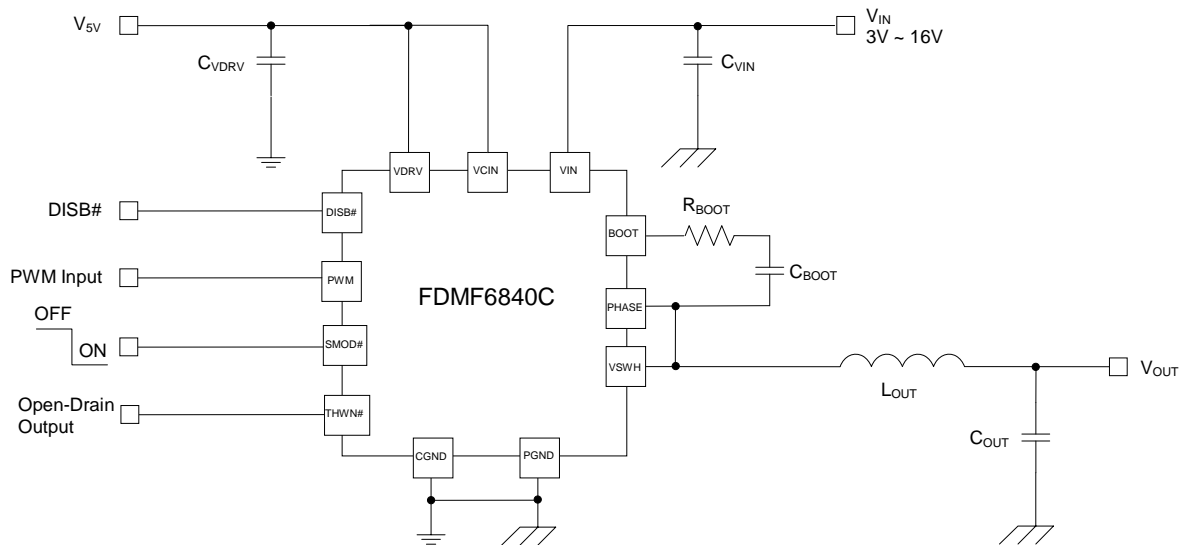 V5V
CVDRV
CVIN
VIN
3V ~ 16V
VDRV
VCIN
VIN
DISB#
DISB#
BOOT
RBOOT
CBOOT
PWM Input
PWM
FDMF6840C
PHASE
OFF
ON
SMOD#
VSWH
LOUT
VOUT
Open-Drain
Output
THWN#
COUT
CGND
PGND